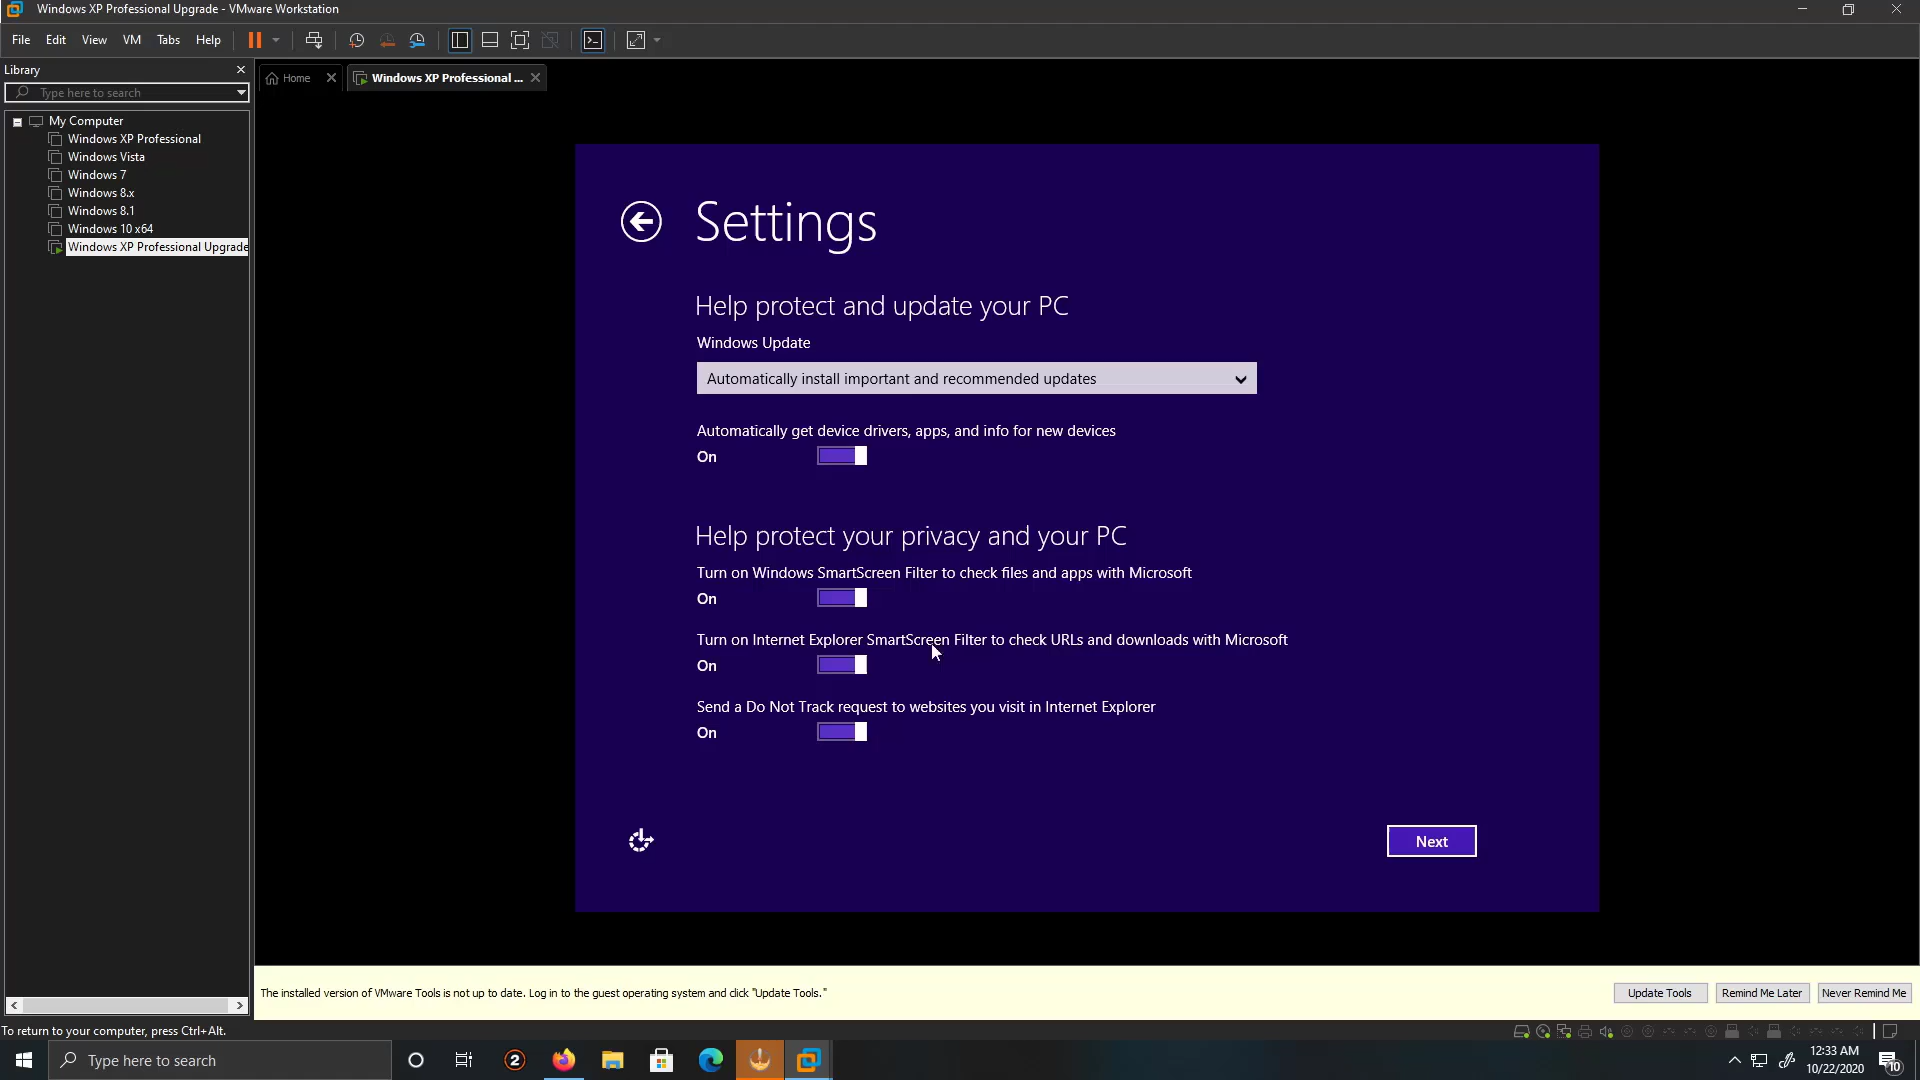 Windows XP Professional Upgrade - VMware Workstation
File Edit View VM Tabs Help
Library
Home
Windows XP Professional ...
Type here to search
My Computer
Windows XP Professional
Windows Vista
Windows 7
Windows 8.x
Windows 8.1
Windows 10 x64
Windows XP Professional Upgrade
Settings
Help protect and update your PC
Windows Update
Automatically install important and recommended updates
Automatically get device drivers, apps, and info for new devices
On
Help protect your privacy and your PC
Turn on Windows SmartScreen Filter to check files and apps with Microsoft
On
Turn on Internet Explorer SmartScreen Filter to check URLs and downloads with Microsoft
On
Send a Do Not Track request to websites you visit in Internet Explorer
On
Next
The installed version of VMware Tools is not up to date. Log in to the guest operating system and click "Update Tools."
Update Tools
Remind Me Later
Never Remind Me
To return to your computer, press Ctrl+Alt.
Type here to search
2
12:33 AM
10/22/2020
10